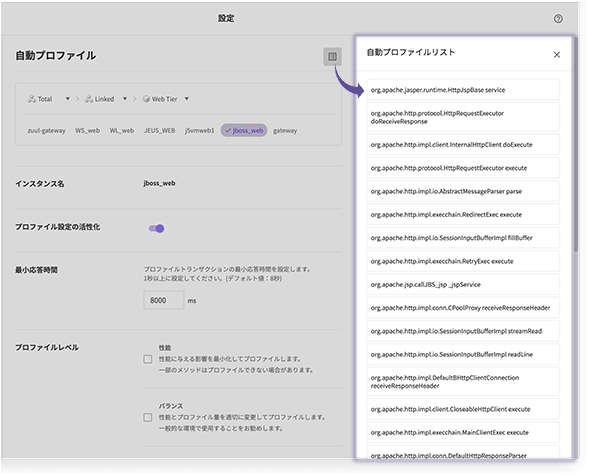 設定
自動プロファイル
Total
Linked
Web Tier
zuul-gateway WS_web WL_web JEUS_WEB j5vmweb1 jboss_web gateway
インスタンス名 jboss_web
プロファイル設定の活性化
最小応答時間 プロファイルトランザクションの最小応答時間を設定します。
1秒以上に設定してください。(デフォルト値：8秒)
8000 ms
プロファイルレベル 性能
性能に与える影響を最小化してプロファイルします。
一部のメソッドはプロファイルできない場合があります。
バランス
性能とプロファイル量を適切に変更してプロファイルします。
一般的な環境で使用することをお勧めします。
自動プロファイルリスト
org.apache.jasper.runtime.HttpJspBase service
org.apache.http.protocol.HttpRequestExecutor
doReceiveResponse
org.apache.http.impl.client.InternalHttpClient doExecute
org.apache.http.protocol.HttpRequestExecutor execute
org.apache.http.impl.io.AbstractMessageParser parse
org.apache.http.impl.execchain.RedirectExec execute
org.apache.http.impl.io.SessionInputBufferImpl fillBuffer
org.apache.http.impl.execchain.RetryExec execute
org.apache.jsp.callJBS_jsp _jspService
org.apache.http.impl.conn.CPoolProxy receiveResponseHeader
org.apache.http.impl.io.SessionInputBufferImpl streamRead
org.apache.http.impl.io.SessionInputBufferImpl readLine
org.apache.http.impl.DefaultBHttpClientConnection
receiveResponseHeader
org.apache.http.impl.client.CloseableHttpClient execute
org.apache.http.impl.execchain.MainClientExec execute
org.apache.http.impl.conn.DefaultHttpResponseParser